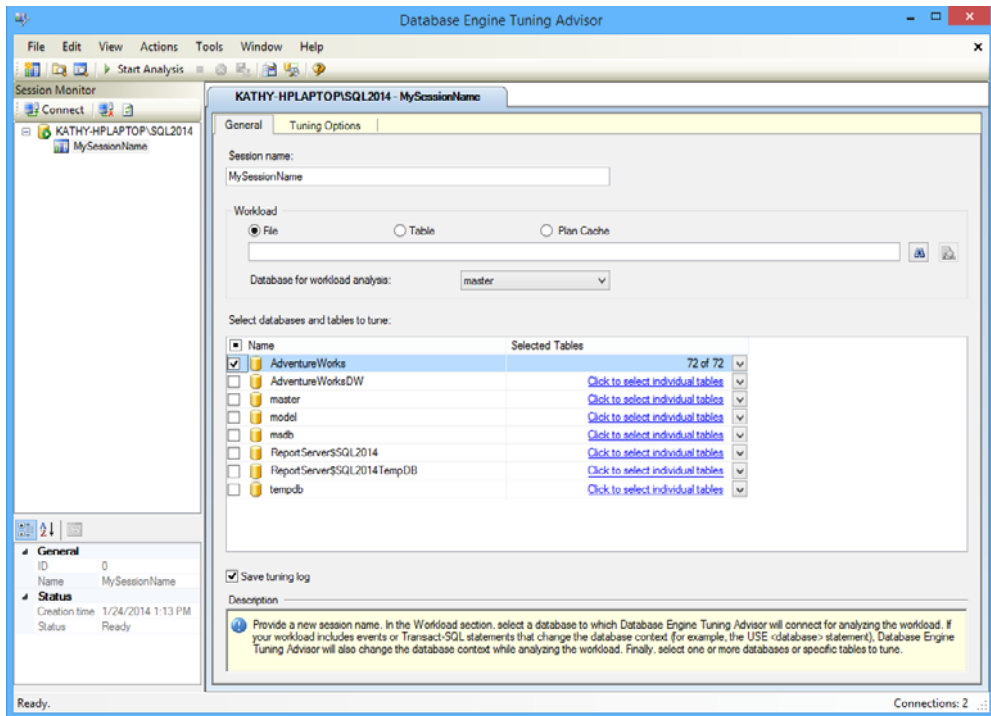 Database Engine Tuning Advisor
File Edit View Actions Tools Window Help
Start Analysis
Session Monitor
Connect
KATHY-HPLAPTOP\SQL2014
MySessionName
KATHY-HPLAPTOP\SQL2014 - MySessionName
General Tuning Options
Session name:
MySessionName
Workload
File Table Plan Cache
Database for workload analysis: master
Select databases and tables to tune:
Name Selected Tables
AdventureWorks 72 of 72
AdventureWorksDW Click to select individual tables
master Click to select individual tables
model Click to select individual tables
msdb Click to select individual tables
ReportServer$SQL2014 Click to select individual tables
ReportServer$SQL2014TempDB Click to select individual tables
tempdb Click to select individual tables
General
ID 0
Name MySessionName
Status
Creation time 1/24/2014 1:13 PM
Status Ready
Save tuning log
Description
Provide a new session name. In the Workload section, select a database to which Database Engine Tuning Advisor will connect for analyzing the workload. If
your workload includes events or Transact-SQL statements that change the database context (for example, the USE <database> statement), Database Engine
Tuning Advisor will also change the database context while analyzing the workload. Finally, select one or more databases or specific tables to tune.
Ready. Connections: 2